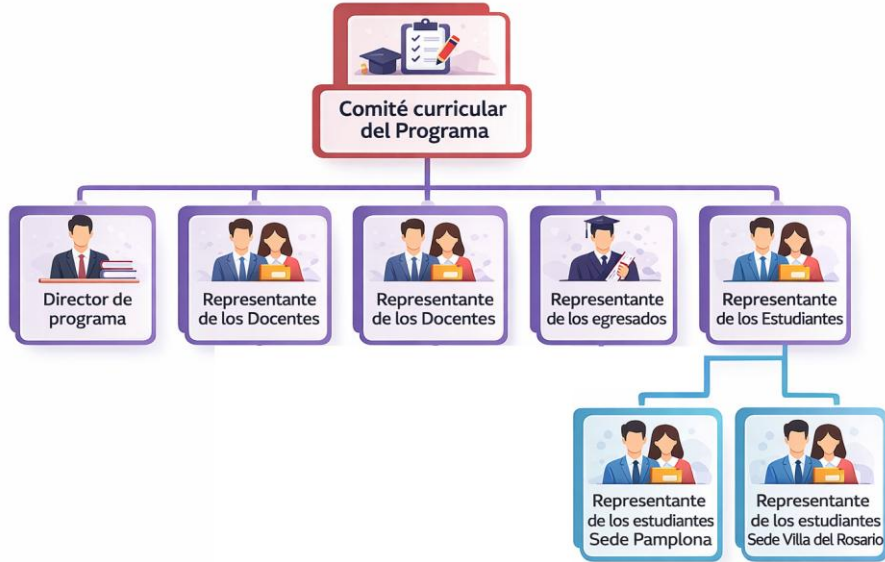 Comité curricular
del Programa
Director de
programa
Representante
de los Docentes
Representante
de los Docentes
Representante
de los egresados
Representante
de los Estudiantes
Representante
de los estudiantes
Sede Pamplona
Representante
de los estudiantes
Sede Villa del Rosario